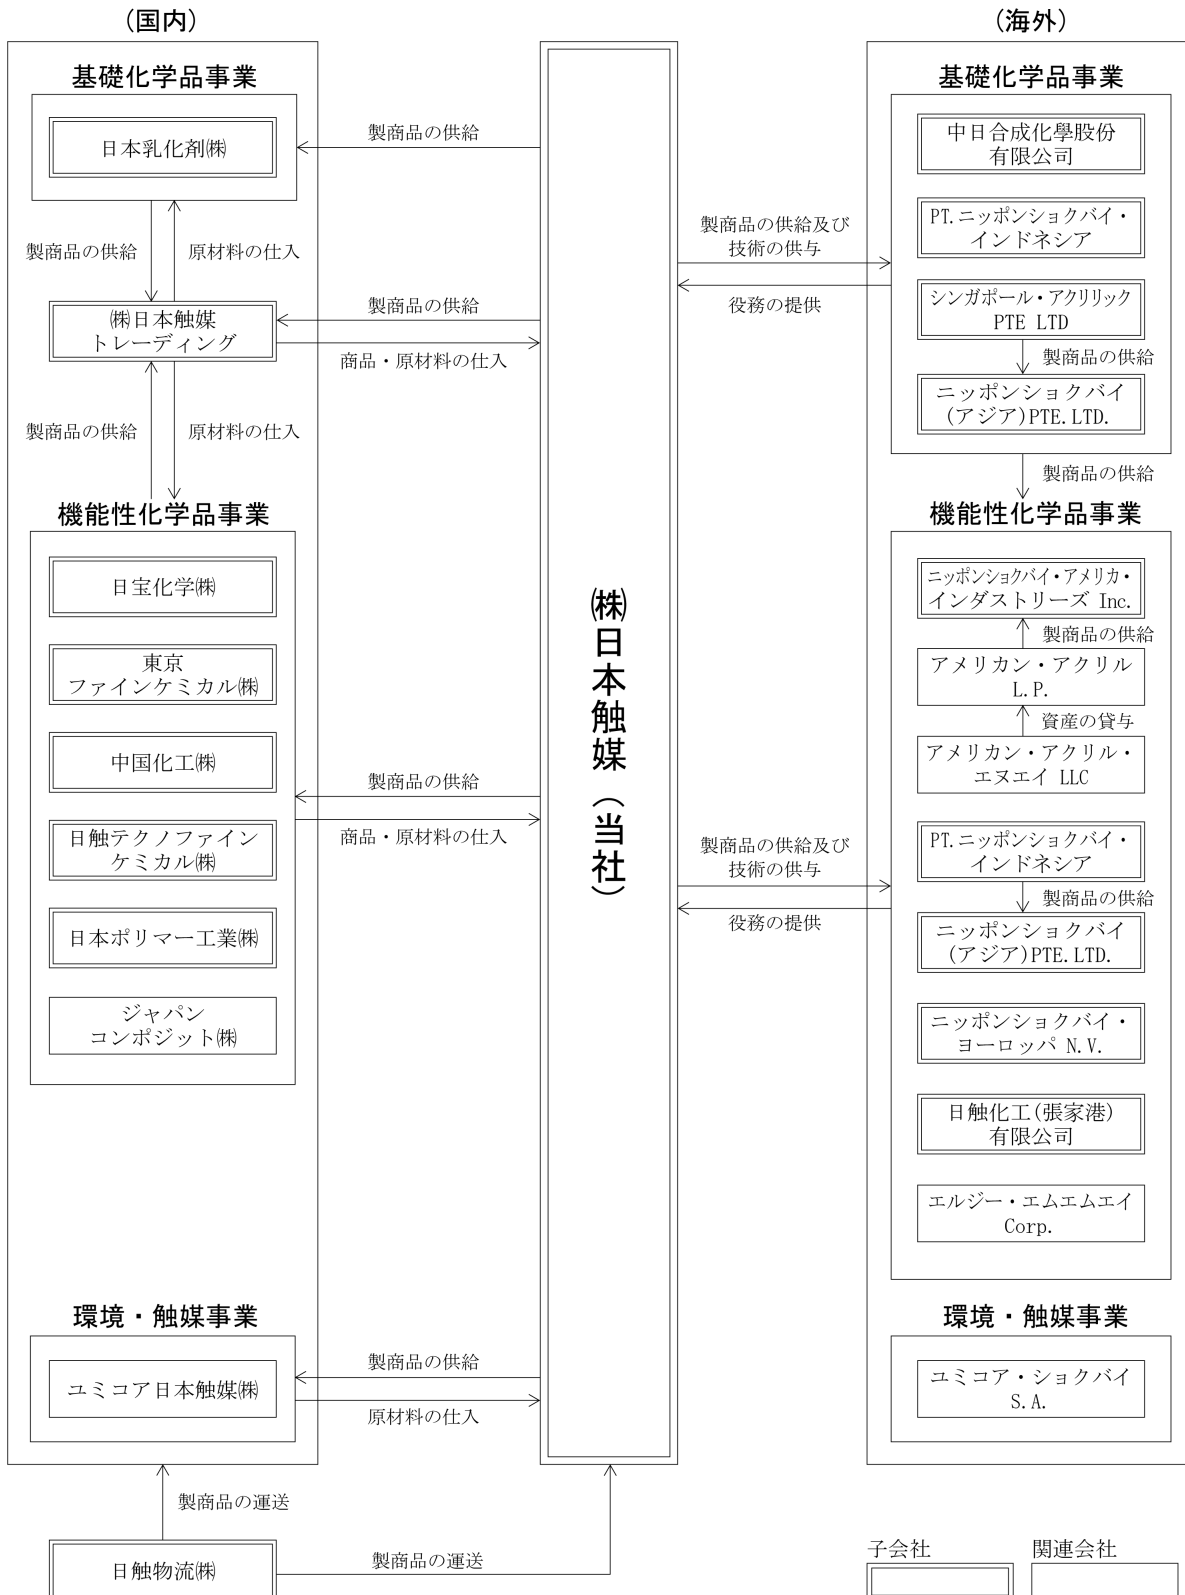 (国内)
基礎化学品事業
日本乳化剤㈱
製商品の供給
原材料の仕入
㈱日本触媒
トレーディング
製商品の供給
原材料の仕入
機能性化学品事業
日宝化学㈱
東京
ファインケミカル㈱
中国化工㈱
日触テクノファイン
ケミカル㈱
日本ポリマー工業㈱
ジャパン
コンポジット㈱
環境・触媒事業
ユミコア日本触媒㈱
製商品の運送
日触物流㈱
製商品の供給
製商品の供給
商品・原材料の仕入
製商品の供給
商品・原材料の仕入
製商品の供給
原材料の仕入
製商品の運送
㈱日本触媒(当社)
製商品の供給及び
技術の供与
役務の提供
製商品の供給及び
技術の供与
役務の提供
(海外)
基礎化学品事業
中日合成化學股份
有限公司
PT.ニッポンショクバイ・
インドネシア
シンガポール・アクリリック
PTE LTD
製商品の供給
ニッポンショクバイ
(アジア)PTE.LTD.
製商品の供給
機能性化学品事業
ニッポンショクバイ・アメリカ・
インダストリーズ Inc.
製商品の供給
アメリカン・アクリル
L.P.
資産の貸与
アメリカン・アクリル・
エヌエイ LLC
PT.ニッポンショクバイ・
インドネシア
製商品の供給
ニッポンショクバイ
(アジア)PTE.LTD.
ニッポンショクバイ・
ヨーロッパ N.V.
日触化工(張家港)
有限公司
エルジー・エムエムエイ
Corp.
環境・触媒事業
ユミコア・ショクバイ
S.A.
子会社
関連会社